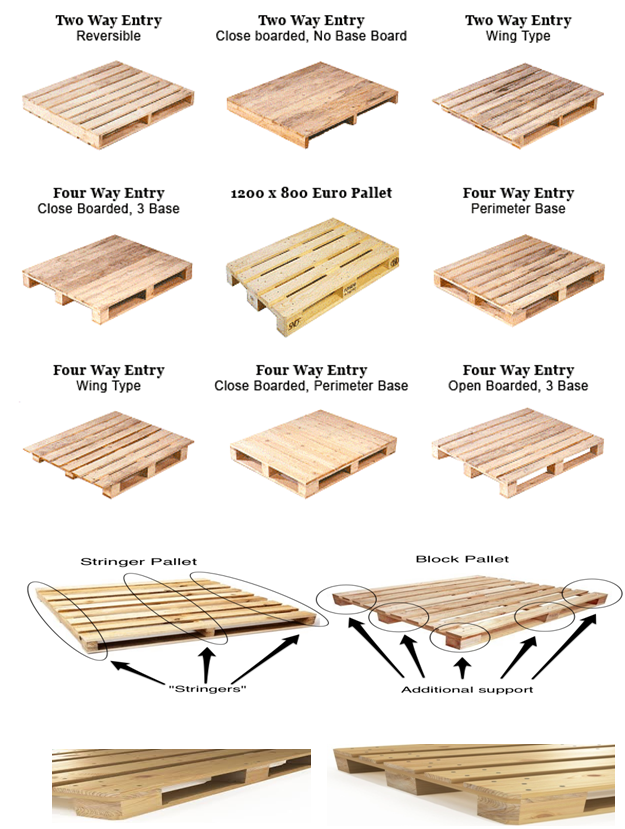 Two Way Entry
Reversible
Two Way Entry
Close boarded, No Base Board
Two Way Entry
Wing Type
Four Way Entry
Close Boarded, 3 Base
1200 x 800 Euro Pallet
Four Way Entry
Perimeter Base
Four Way Entry
Wing Type
Four Way Entry
Close Boarded, Perimeter Base
Four Way Entry
Open Boarded, 3 Base
Stringer Pallet
Block Pallet
"Stringers"
Additional support